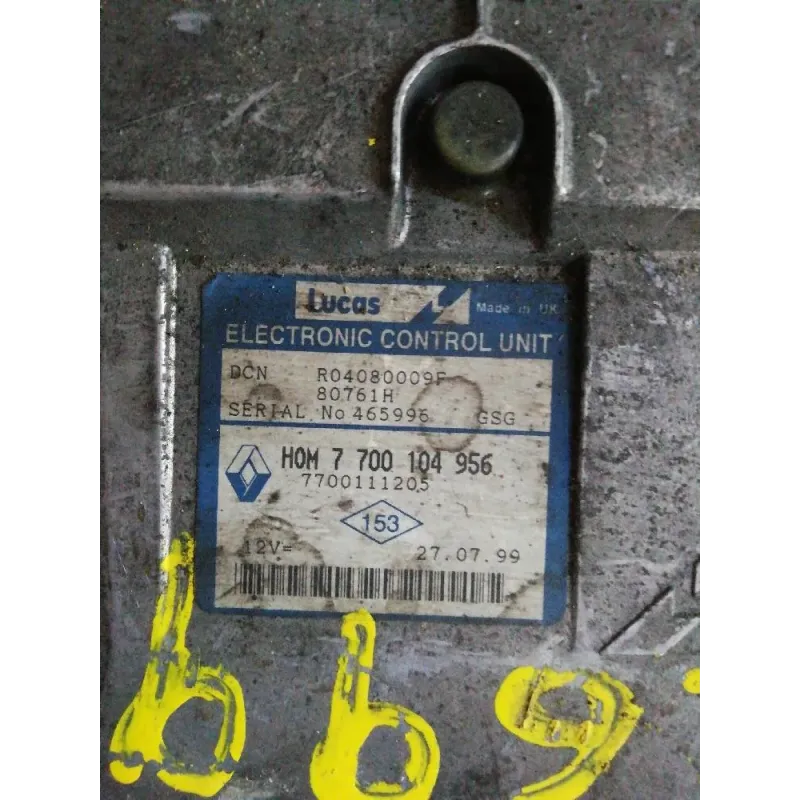 Lucas Made in UK
ELECTRONIC CONTROL UNIT
DCN R04080009F
80761H
SERIAL No 465996 GSG
HOM 7 700 104 956
7700111205
153
12V= 27.07.99
669